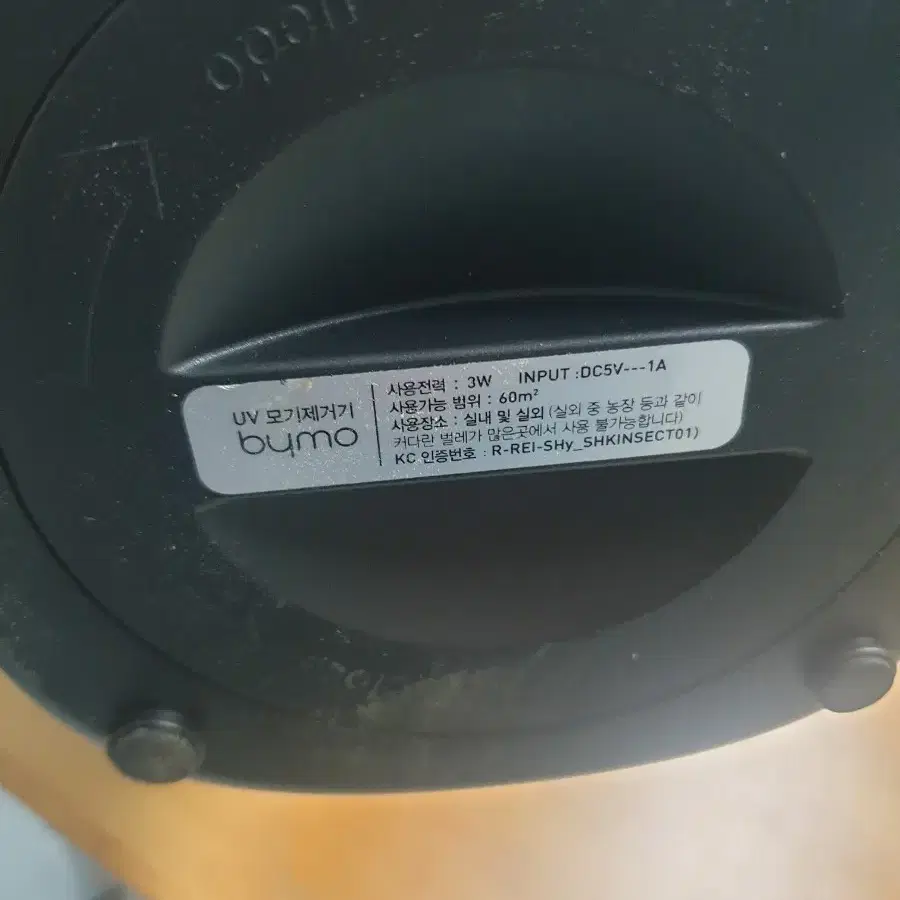 open
UV 모기제거기
bymo
사용전력 : 3W INPUT :DC5V---1A
사용가능 범위 : 60m²
사용장소 : 실내 및 실외 (실외 중 농장 등과 같이
커다란 벌레가 많은곳에서 사용 불가능합니다)
KC 인증번호 : R-REI-SHy_SHKINSECT01)